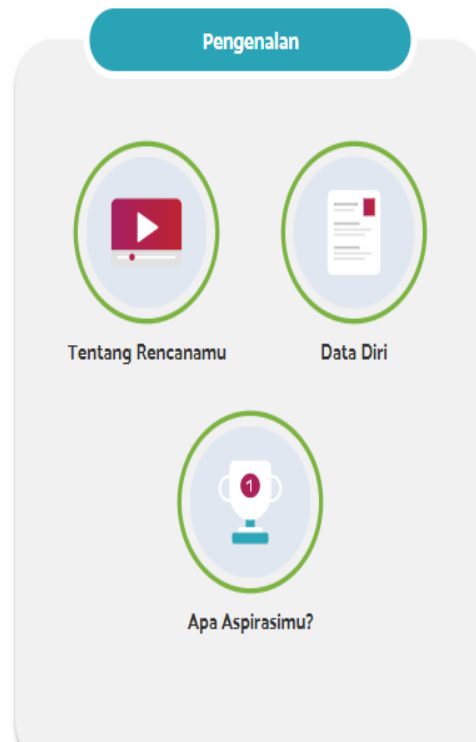 Pengenalan
Tentang Rencanamu
Data Diri
1
Apa Aspirasimu?